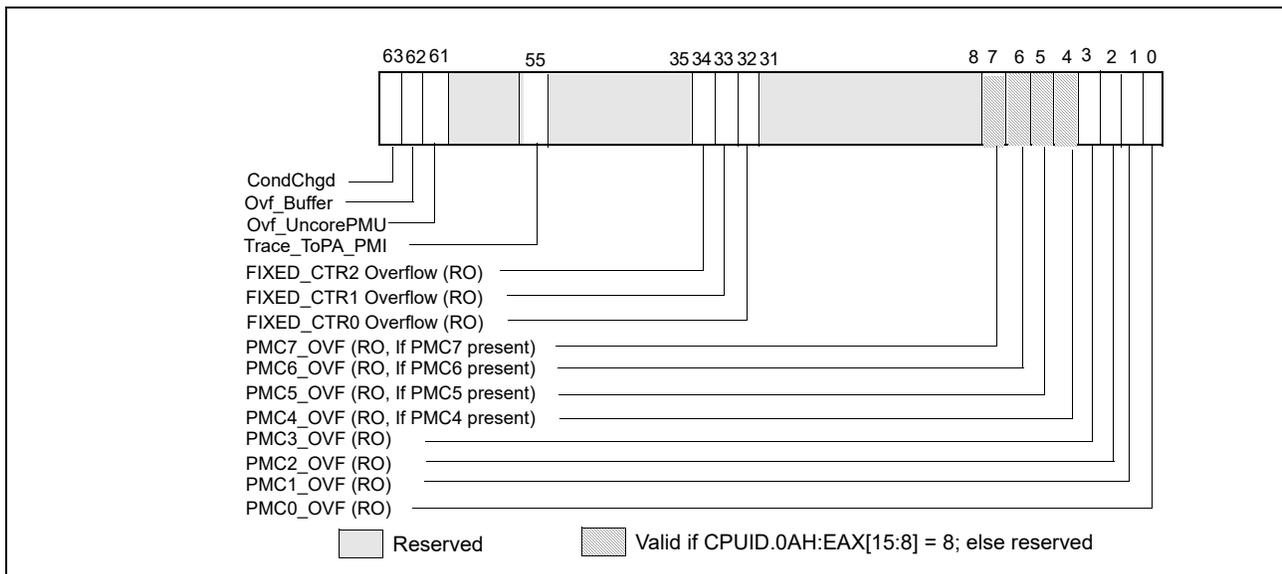 63 62 61 55 35 34 33 32 31 8 7 6 5 4 3 2 1 0
CondChgd
Ovf_Buffer
Ovf_UncorePMU
Trace_ToPA_PMI
FIXED_CTR2 Overflow (RO)
FIXED_CTR1 Overflow (RO)
FIXED_CTR0 Overflow (RO)
PMC7_OVF (RO, If PMC7 present)
PMC6_OVF (RO, If PMC6 present)
PMC5_OVF (RO, If PMC5 present)
PMC4_OVF (RO, If PMC4 present)
PMC3_OVF (RO)
PMC2_OVF (RO)
PMC1_OVF (RO)
PMC0_OVF (RO)
Reserved Valid if CPUID.0AH:EAX[15:8] = 8; else reserved